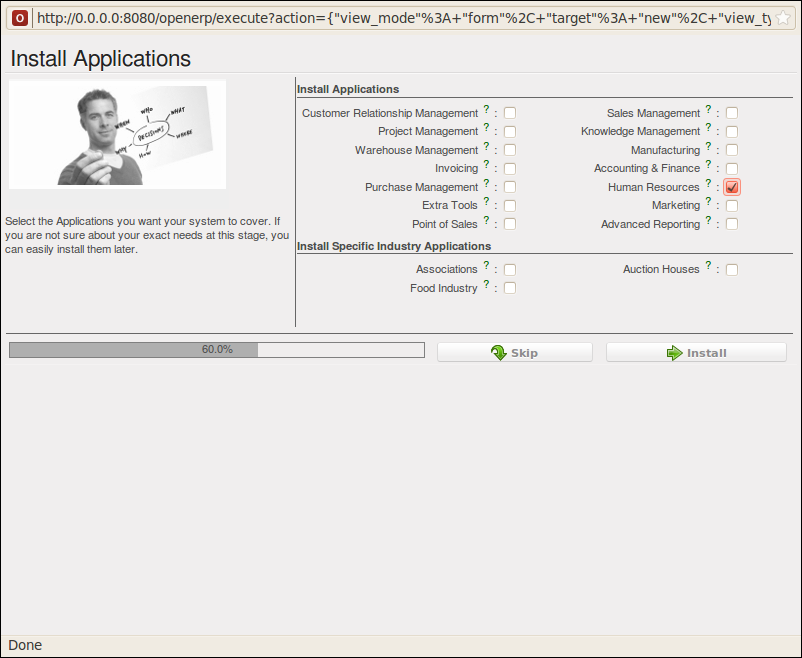 O http://0.0.0.0:8080/openerp/execute?action={"view_mode"%3A+"form"%2C+"target"%3A+"new"%2C+"view_ty
Install Applications
WHO
WHAT
WHEN
DECISIONS
WHERE
WHY
HOW
Select the Applications you want your system to cover. If
you are not sure about your exact needs at this stage, you
can easily install them later.
Install Applications
Customer Relationship Management ? : Sales Management ? :
Project Management ? : Knowledge Management ? :
Warehouse Management ? : Manufacturing ? :
Invoicing ? : Accounting & Finance ? :
Purchase Management ? : Human Resources ? :
Extra Tools ? : Marketing ? :
Point of Sales ? : Advanced Reporting ? :
Install Specific Industry Applications
Associations ? : Auction Houses ? :
Food Industry ? :
60.0% Skip Install
Done